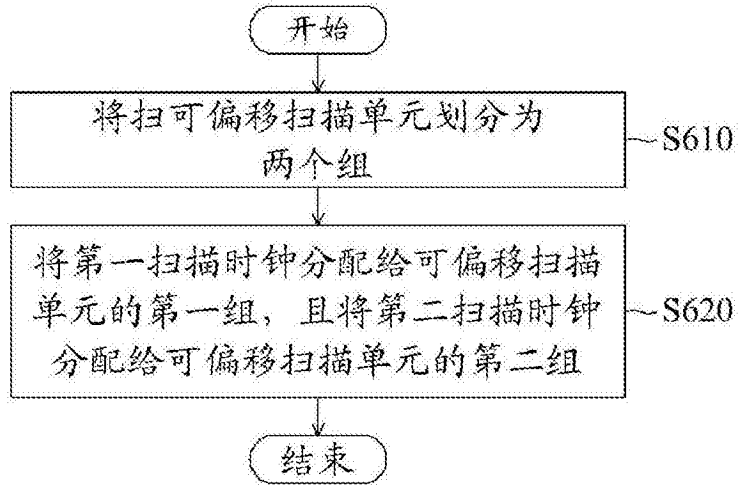 开始
将扫可偏移扫描单元划分为
两个组
S610
将第一扫描时钟分配给可偏移扫描
单元的第一组，且将第二扫描时钟
分配给可偏移扫描单元的第二组
S620
结束